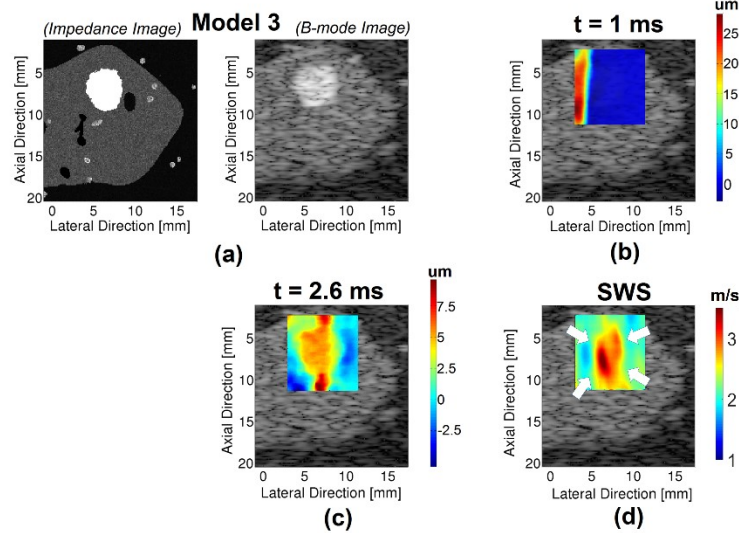 (Impedance Image) Model 3 (B-mode Image)
Axial Direction [mm]
5
10
15
20
0 5 10 15
Lateral Direction [mm]
Axial Direction [mm]
5
10
15
20
0 5 10 15
Lateral Direction [mm]
(a)
t = 1 ms
um
Axial Direction [mm]
5
10
15
20
0 5 10 15
Lateral Direction [mm]
25
20
15
10
5
0
(b)
t = 2.6 ms
um
Axial Direction [mm]
5
10
15
20
0 5 10 15
Lateral Direction [mm]
7.5
5
2.5
0
-2.5
(c)
SWS
m/s
Axial Direction [mm]
5
10
15
20
0 5 10 15
Lateral Direction [mm]
3
2
1
(d)